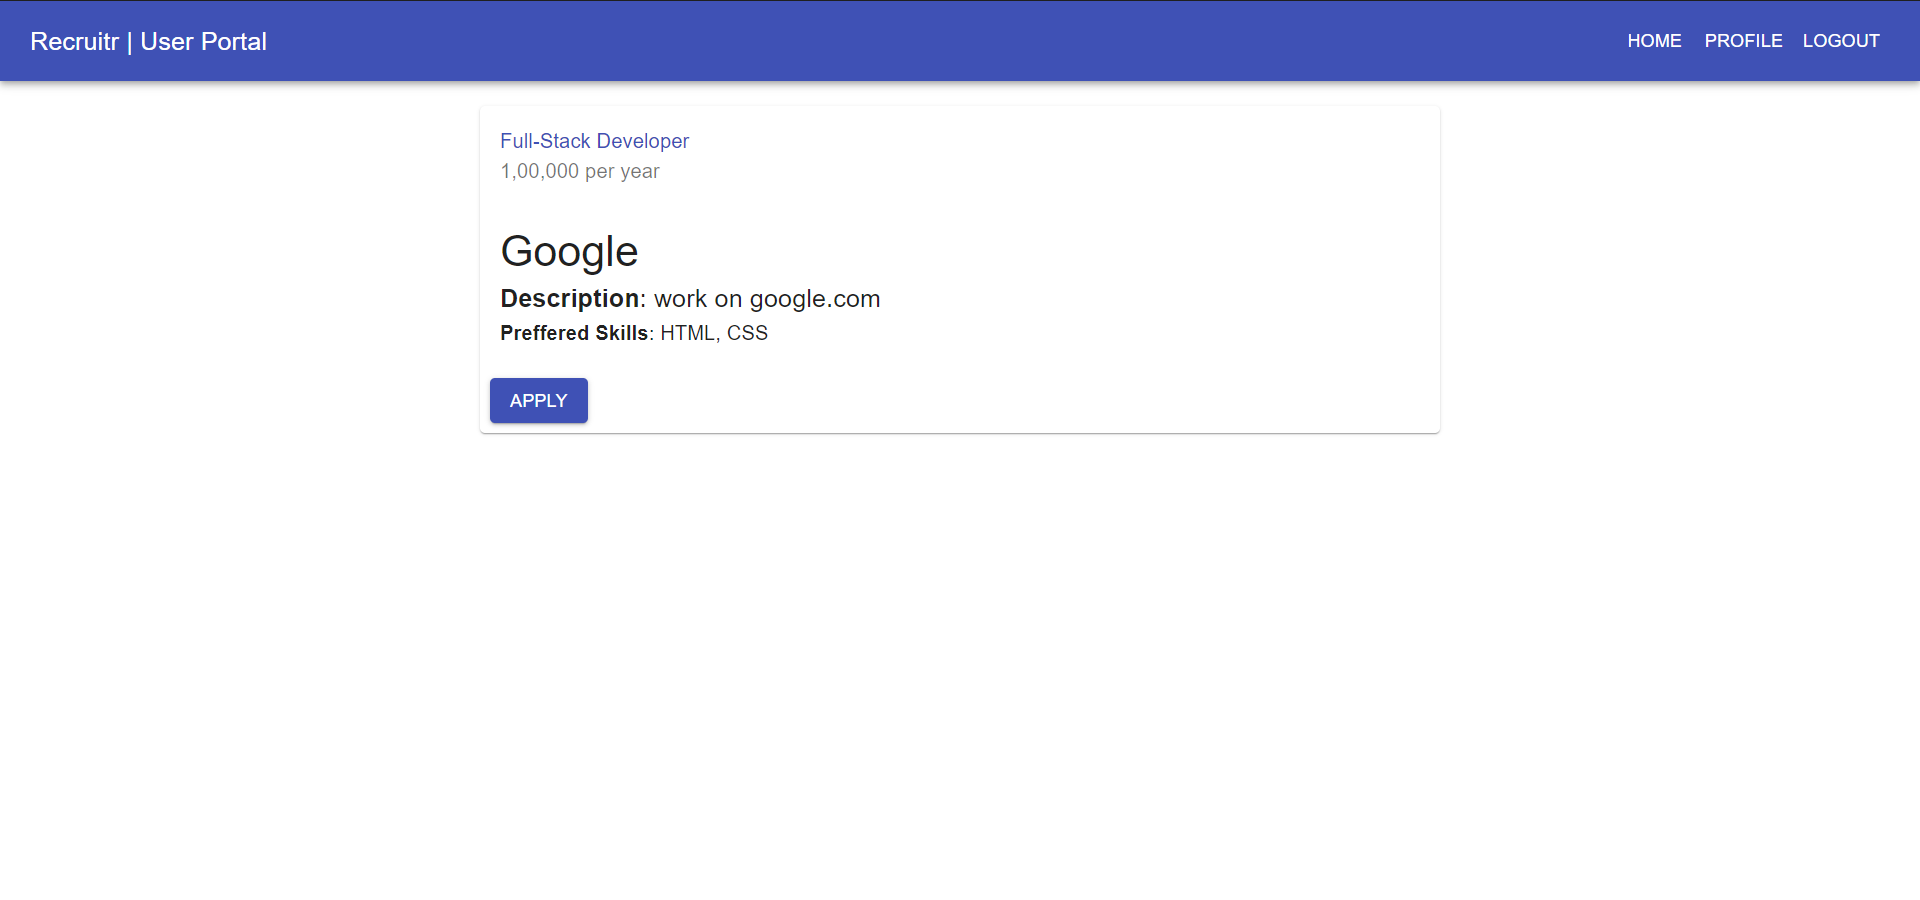 Recruitr | User Portal
HOME PROFILE LOGOUT
Full-Stack Developer
1,00,000 per year
Google
Description: work on google.com
Preffered Skills: HTML, CSS
APPLY